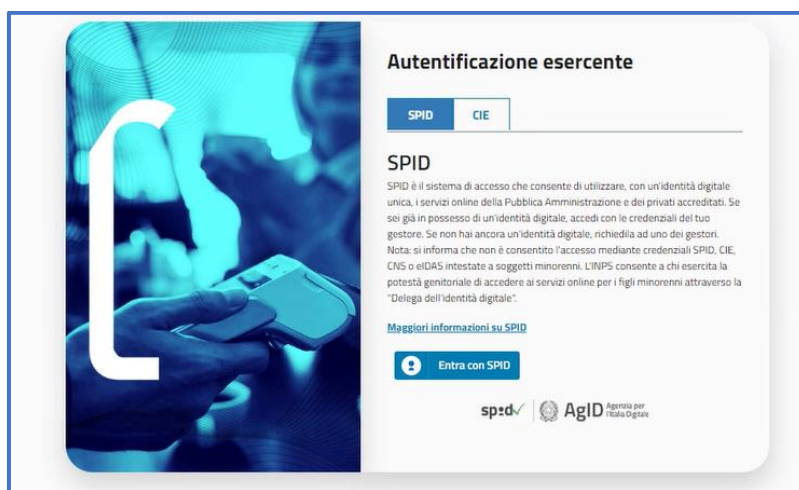 Autentificazione esercente
SPID
CIE
SPID
SPID è il sistema di accesso che consente di utilizzare, con un'identità digitale
unica, i servizi online della Pubblica Amministrazione e dei privati accreditati. Se
sei già in possesso di un'identità digitale, accedi con le credenziali del tuo
gestore. Se non hai ancora un'identità digitale, richiedila ad uno dei gestori.
Nota: si informa che non è consentito l'accesso mediante credenziali SPID, CIE,
CNS o eIDAS intestate a soggetti minorenni. L'INPS consente a chi esercita la
potestà genitoriale di accedere ai servizi online per i figli minorenni attraverso la
"Delega dell'identità digitale".
Maggiori informazioni su SPID
Entra con SPID
spid
AgID
Agenzia per
l'Italia Digitale